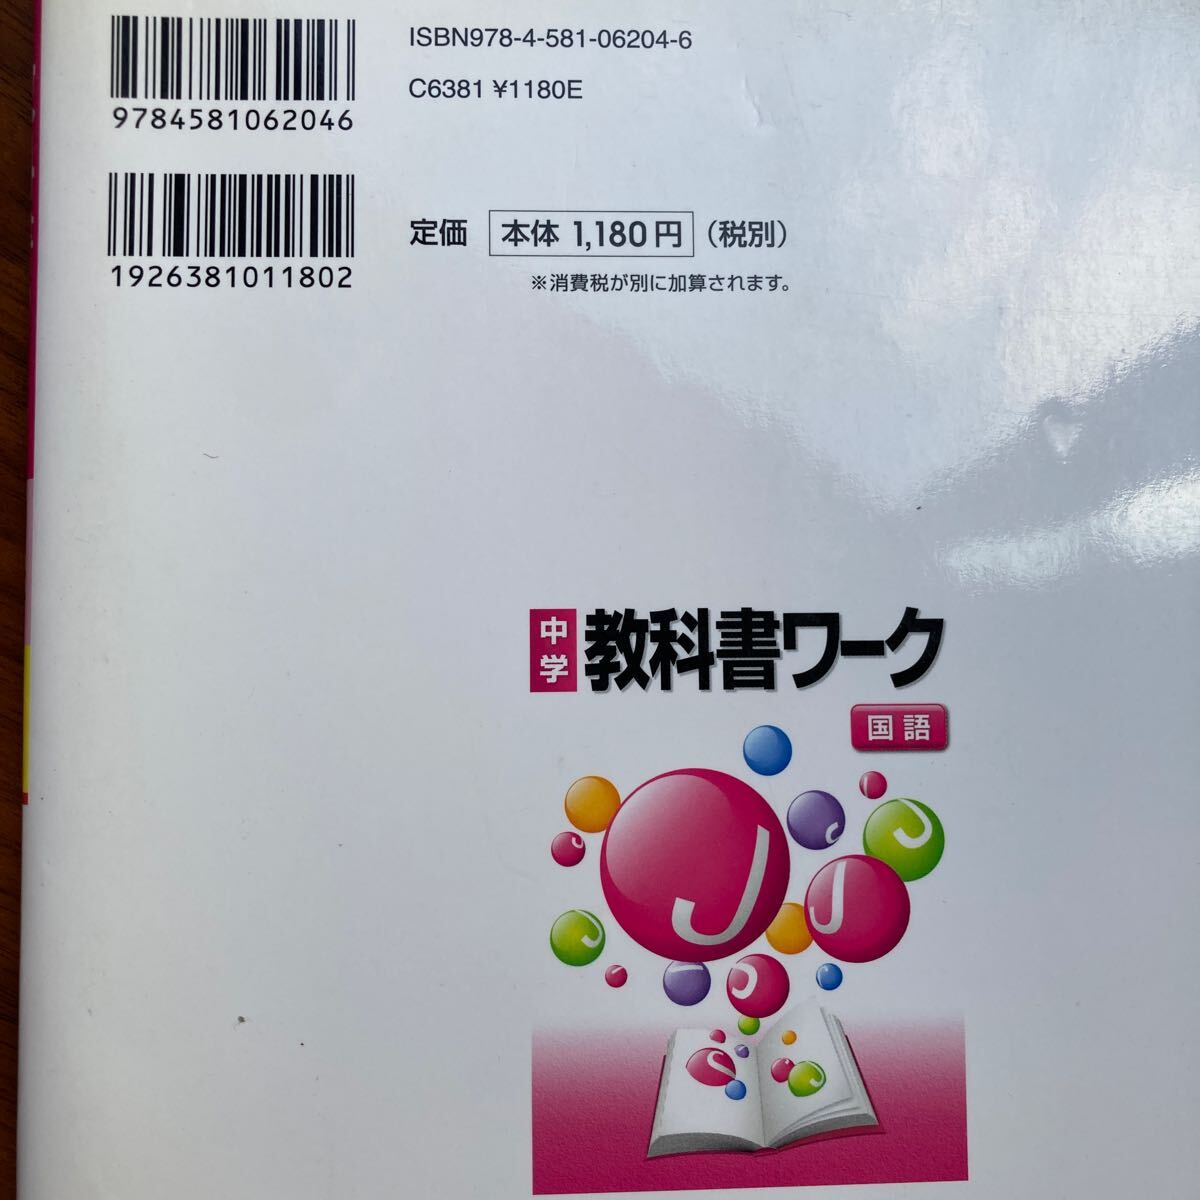 ISBN978-4-581-06204-6
C6381 ¥1180E
9784581062046
定価 本体 1,180円 (税別)
※消費税が別に加算されます。
1926381011802
中学 教科書ワーク
国語
J
J
J
J
J
J